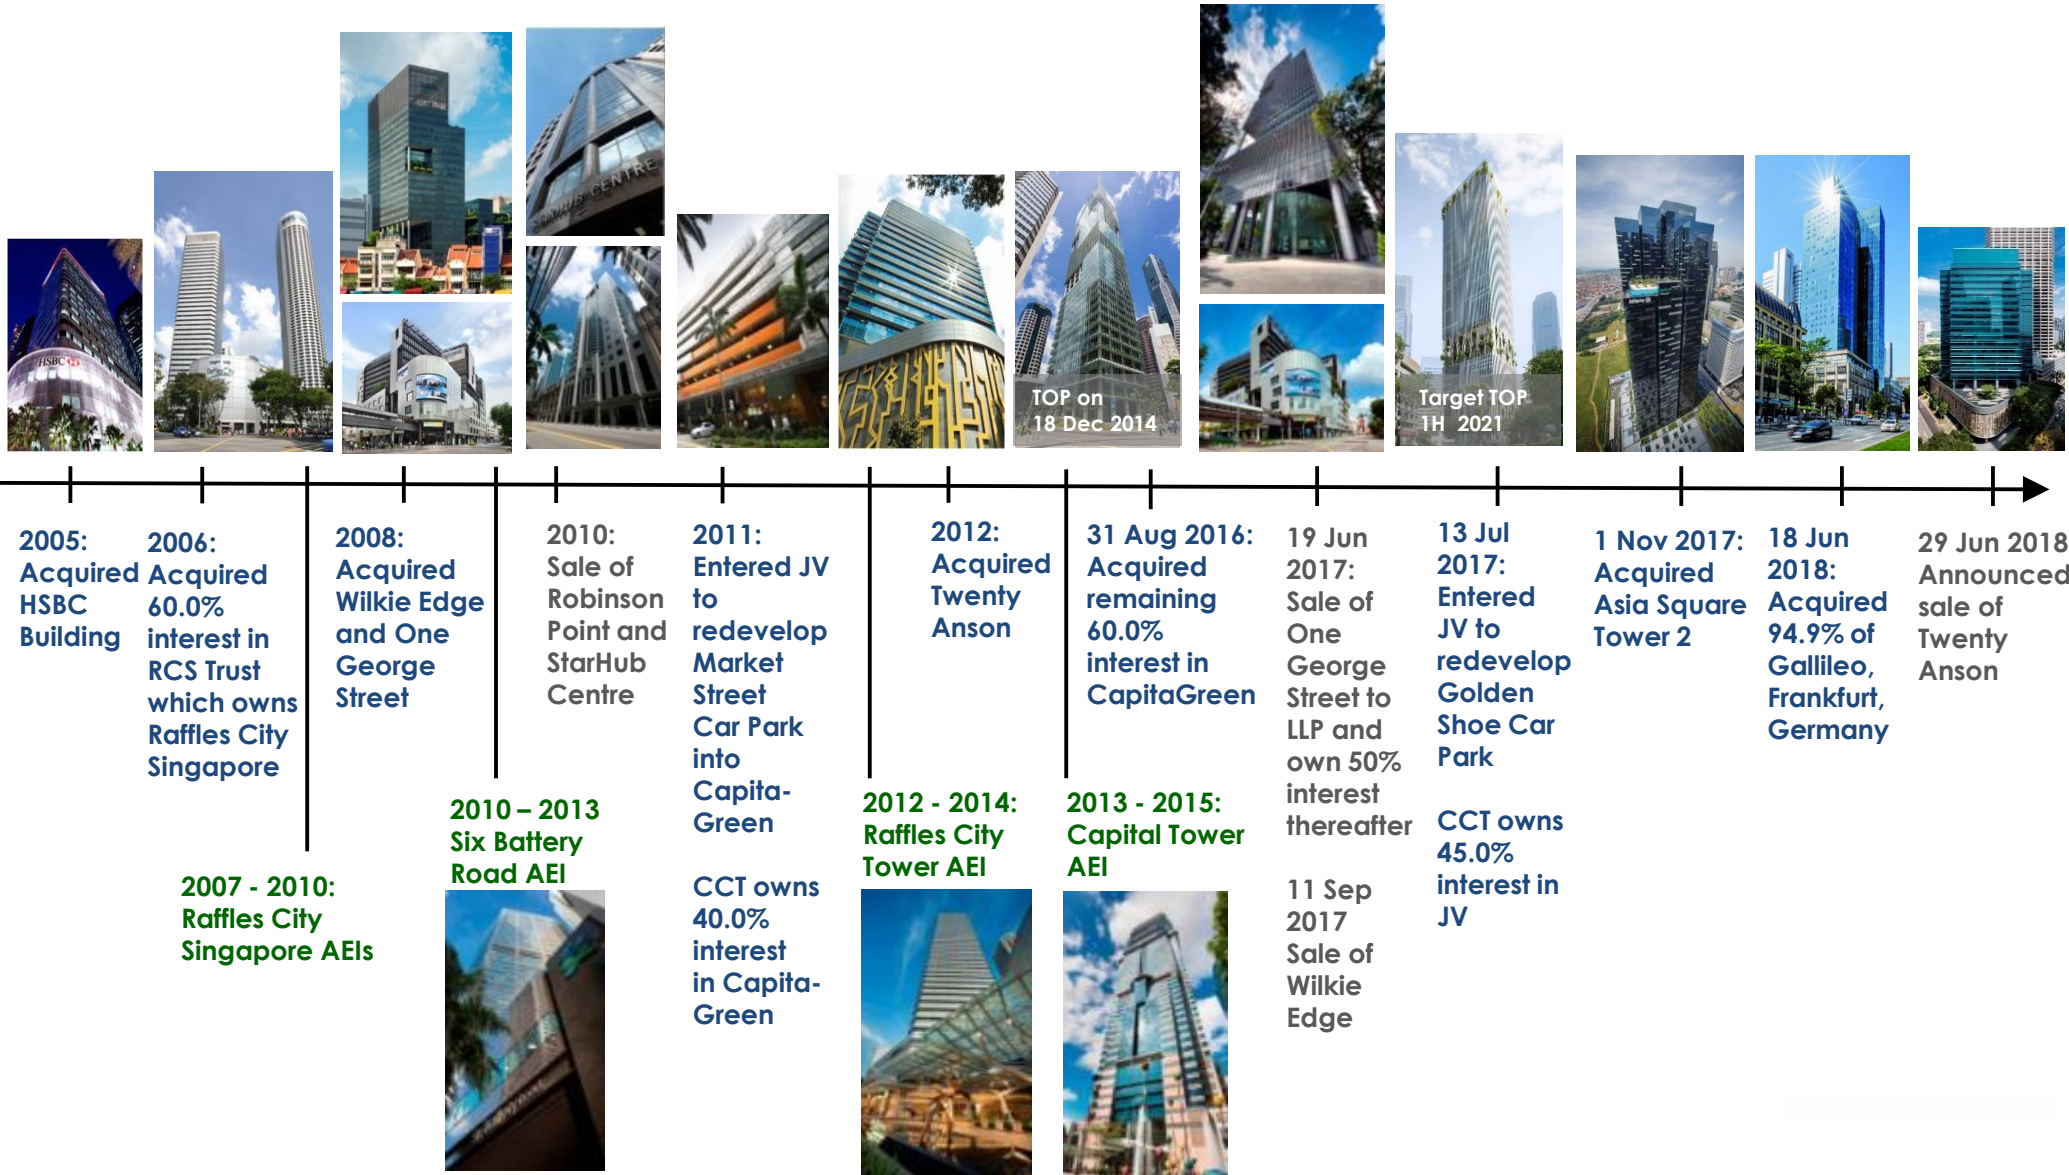 HSBC
STARHUB CENTRE
TOP on
18 Dec 2014
Target TOP
1H 2021
2005:
Acquired
HSBC
Building
2006:
Acquired
60.0%
interest in
RCS Trust
which owns
Raffles City
Singapore
2007 - 2010:
Raffles City
Singapore AEIs
2008:
Acquired
Wilkie Edge
and One
George
Street
2010 – 2013
Six Battery
Road AEI
2010:
Sale of
Robinson
Point and
StarHub
Centre
2011:
Entered JV
to
redevelop
Market
Street
Car Park
into
Capita-
Green
CCT owns
40.0%
interest
in Capita-
Green
2012 - 2014:
Raffles City
Tower AEI
2012:
Acquired
Twenty
Anson
2013 - 2015:
Capital Tower
AEI
31 Aug 2016:
Acquired
remaining
60.0%
interest in
CapitaGreen
19 Jun
2017:
Sale of
One
George
Street to
LLP and
own 50%
interest
thereafter
11 Sep
2017
Sale of
Wilkie
Edge
13 Jul
2017:
Entered
JV to
redevelop
Golden
Shoe Car
Park
CCT owns
45.0%
interest in
JV
1 Nov 2017:
Acquired
Asia Square
Tower 2
18 Jun
2018:
Acquired
94.9% of
Gallileo,
Frankfurt,
Germany
29 Jun 2018
Announced
sale of
Twenty
Anson